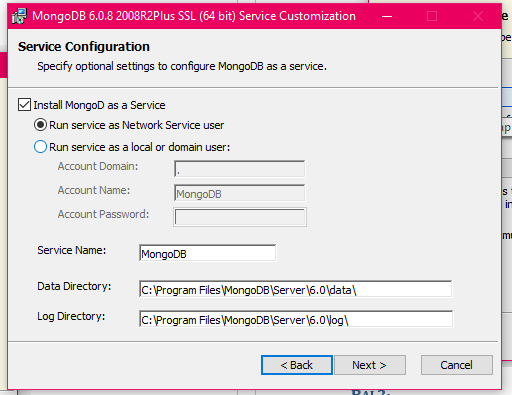 MongoDB 6.0.8 2008R2Plus SSL (64 bit) Service Customization
Service Configuration
Specify optional settings to configure MongoDB as a service.
Install MongoD as a Service
Run service as Network Service user
Run service as a local or domain user:
Account Domain: .
Account Name: MongoDB
Account Password:
Service Name: MongoDB
Data Directory: C:\Program Files\MongoDB\Server\6.0\data\
Log Directory: C:\Program Files\MongoDB\Server\6.0\log\
< Back Next > Cancel